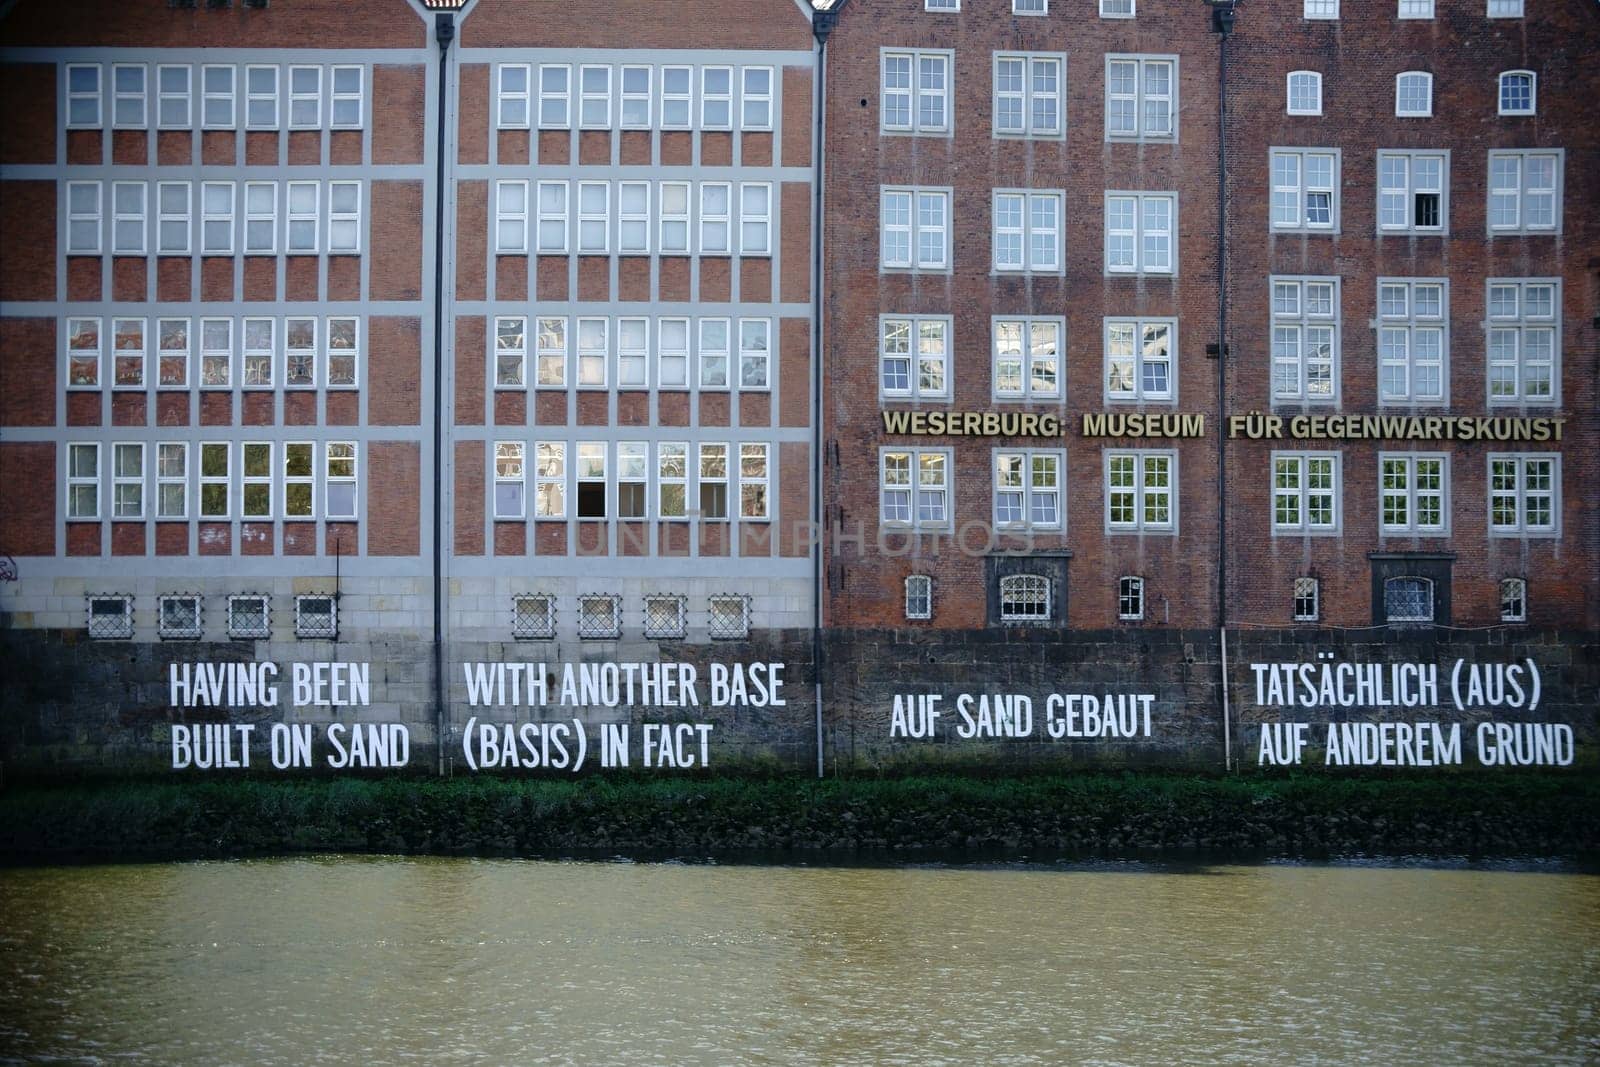 WESERBURG: MUSEUM FÜR GEGENWARTSKUNST
UNLIMPHOTOS
HAVING BEEN
BUILT ON SAND
WITH ANOTHER BASE
(BASIS) IN FACT
AUF SAND GEBAUT
TATSÄCHLICH (AUS)
AUF ANDEREM GRUND